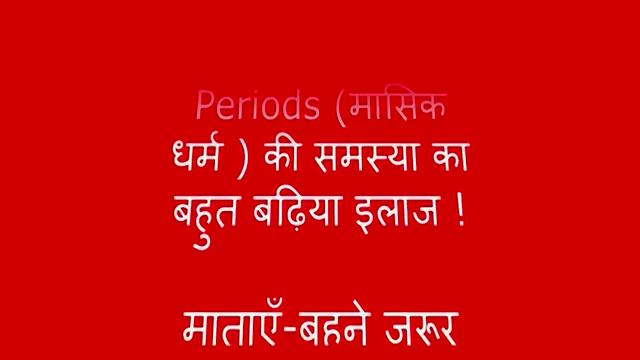 Periods (मासिक
धर्म ) की समस्या का
बहुत बढ़िया इलाज !
माताएँ-बहने जरूर